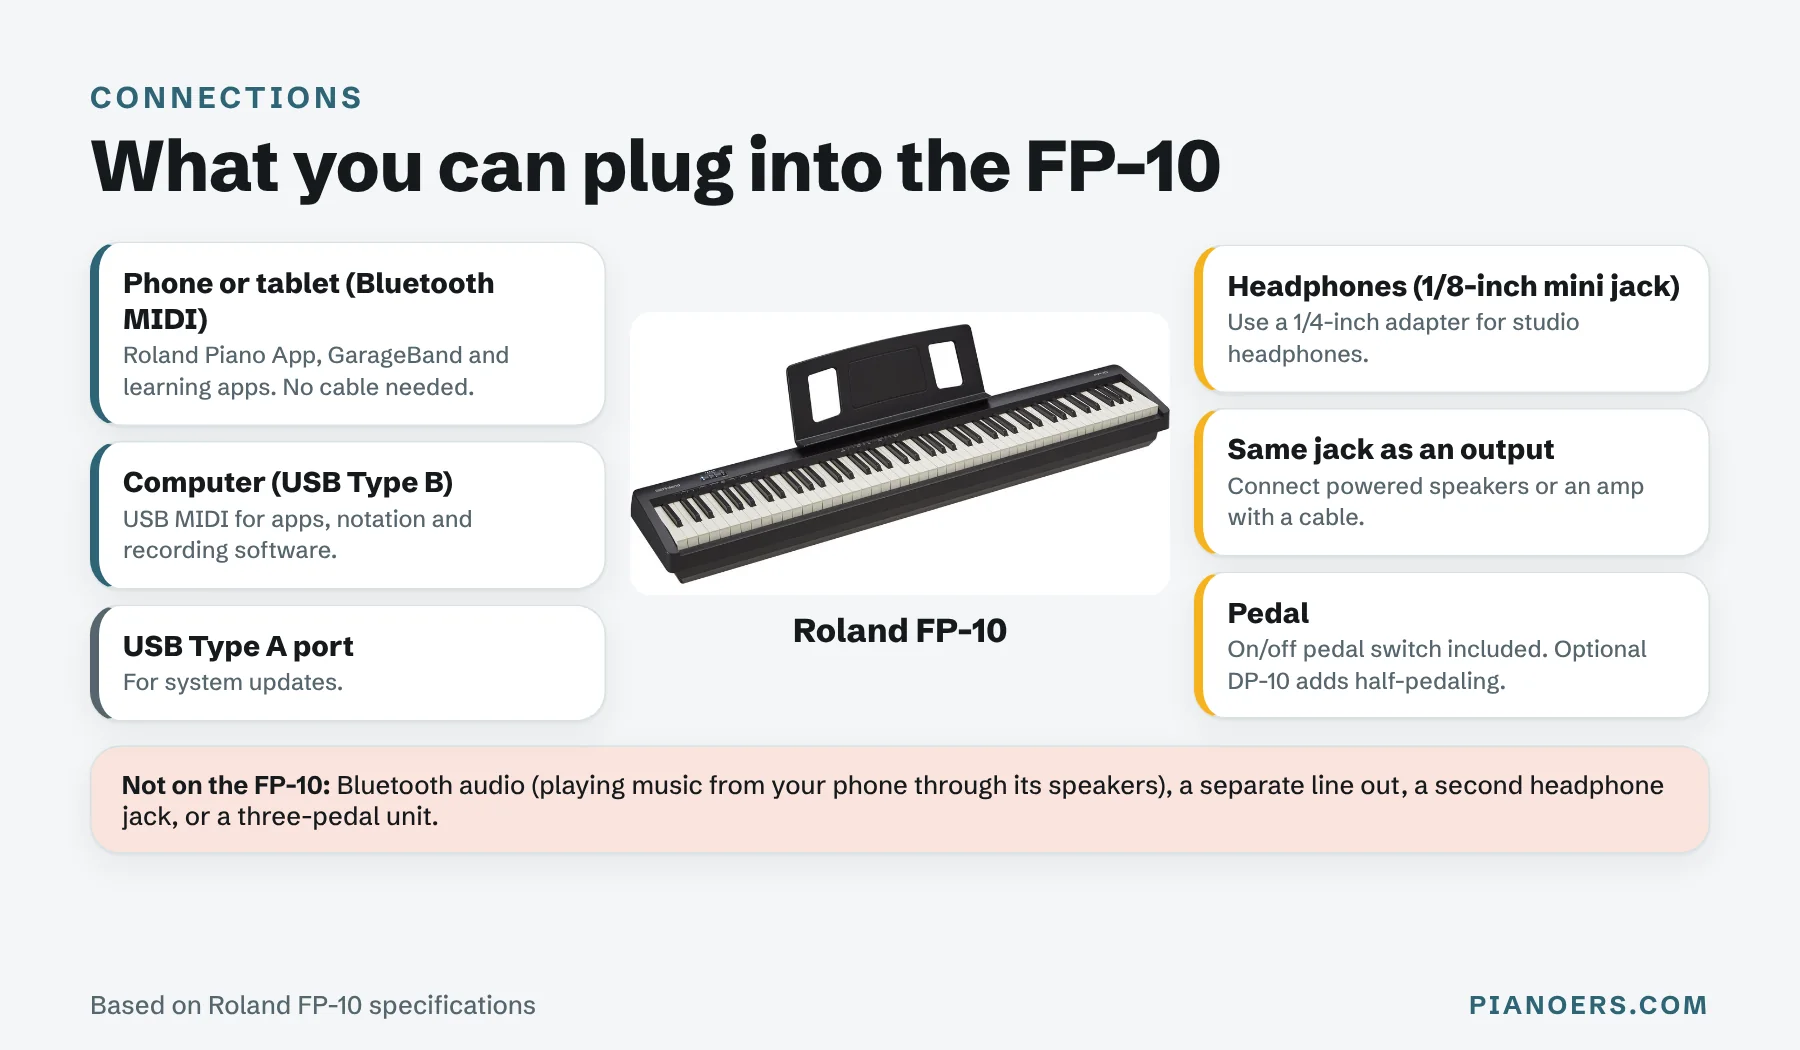 CONNECTIONS
What you can plug into the FP-10
Phone or tablet (Bluetooth
MIDI)
Roland Piano App, GarageBand and
learning apps. No cable needed.
Computer (USB Type B)
USB MIDI for apps, notation and
recording software.
USB Type A port
For system updates.
Roland FP-10
Headphones (1/8-inch mini jack)
Use a 1/4-inch adapter for studio
headphones.
Same jack as an output
Connect powered speakers or an amp
with a cable.
Pedal
On/off pedal switch included. Optional
DP-10 adds half-pedaling.
Not on the FP-10: Bluetooth audio (playing music from your phone through its speakers), a separate line out, a second headphone
jack, or a three-pedal unit.
Based on Roland FP-10 specifications
PIANOERS.COM